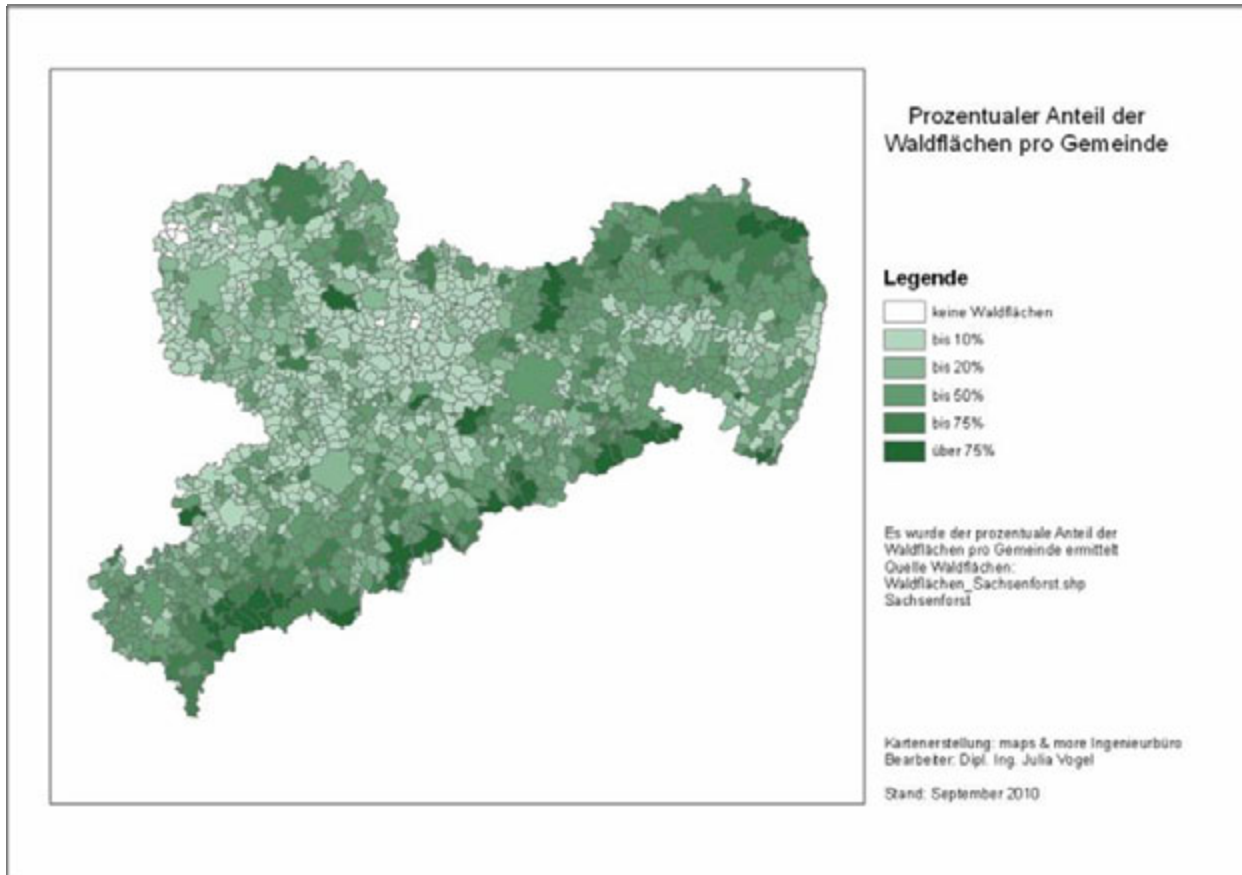 Prozentualer Anteil der
Waldflächen pro Gemeinde
Legende
keine Waldflächen
bis 10%
bis 20%
bis 50%
bis 75%
über 75%
Es wurde der prozentuale Anteil der
Waldflächen pro Gemeinde ermittelt
Quelle Waldflächen:
Waldflächen_Sachsenforst.shp
Sachsenforst
Kartenerstellung: maps & more Ingenieurbüro
Bearbeiter: Dipl. Ing. Julia Vogel
Stand: September 2010